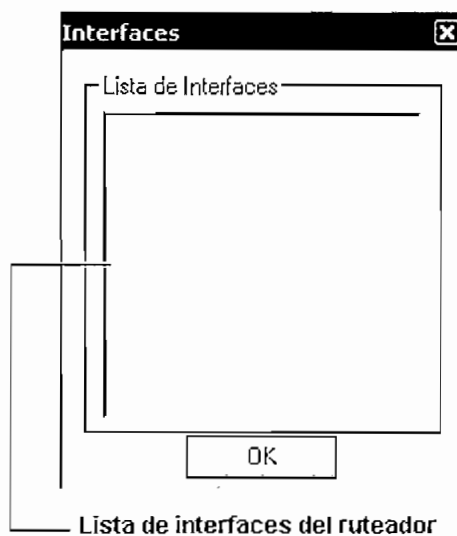 Interfaces
Lista de Interfaces
OK
Lista de interfaces del ruteador